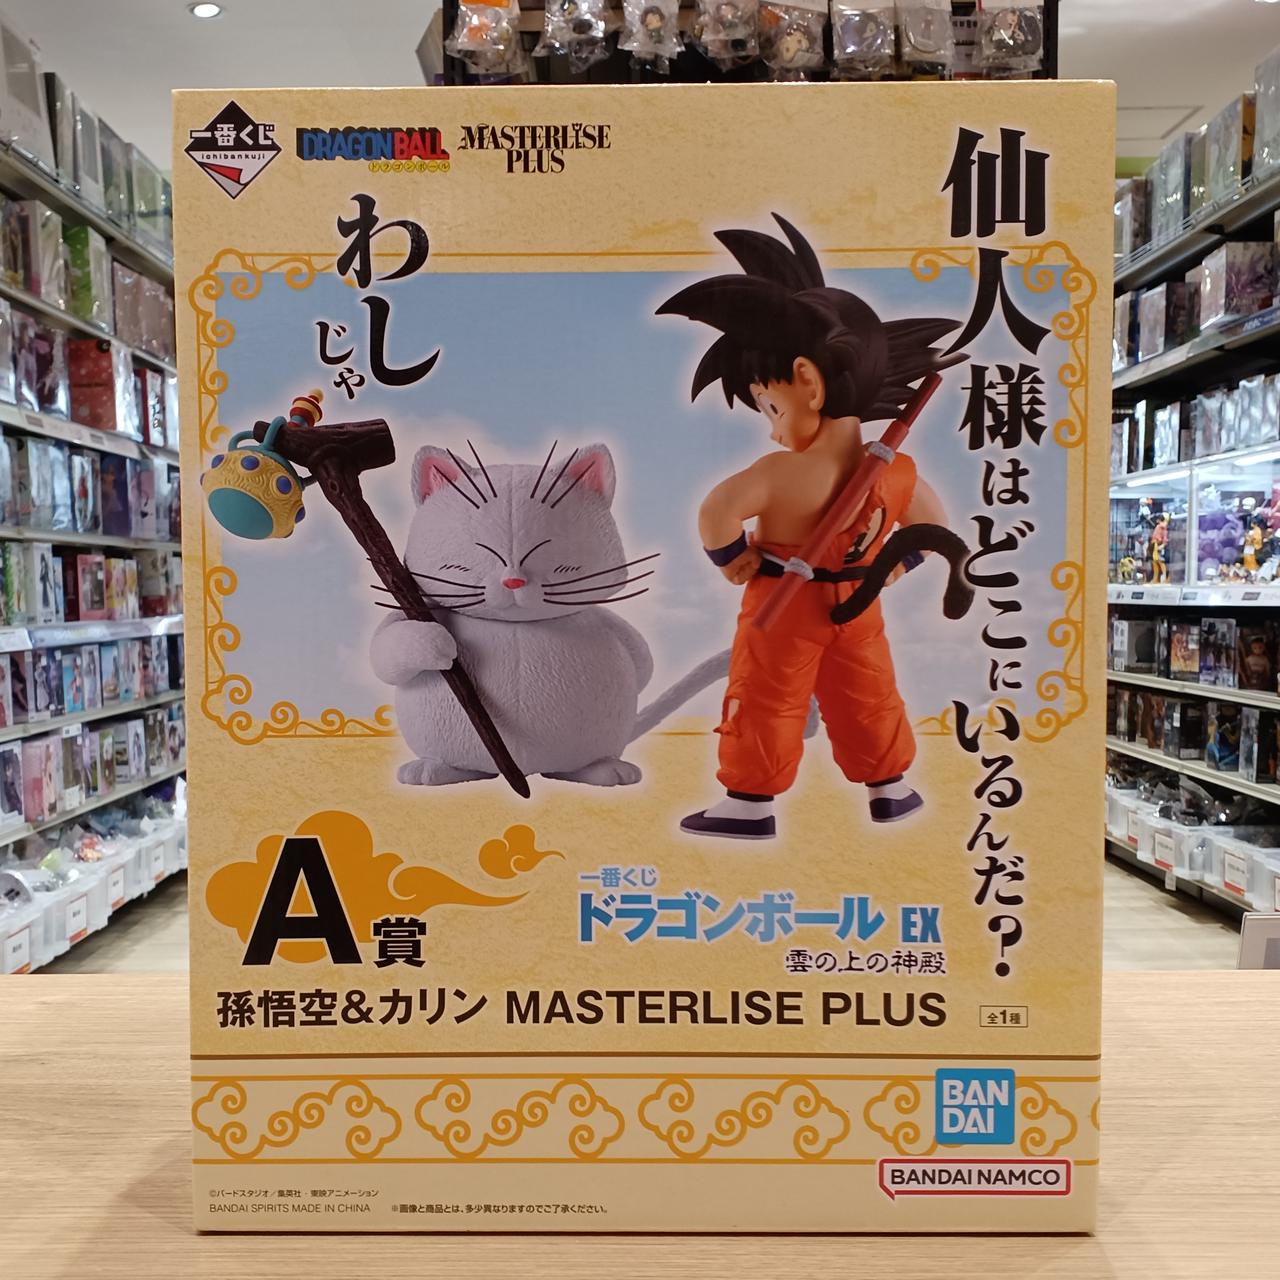 一番くじ
ichibankuji
DRAGONBALL
ドラゴンボール
MASTERLISE
PLUS
仙人様はどこにいるんだ?
わし
じゃ
A賞
一番くじ
ドラゴンボール EX
雲の上の神殿
孫悟空&カリン MASTERLISE PLUS
全1種
BAN
DAI
BANDAI NAMCO
©バードスタジオ/集英社・東映アニメーション
BANDAI SPIRITS MADE IN CHINA ※画像と商品とは、多少異なりますのでご了承ください。